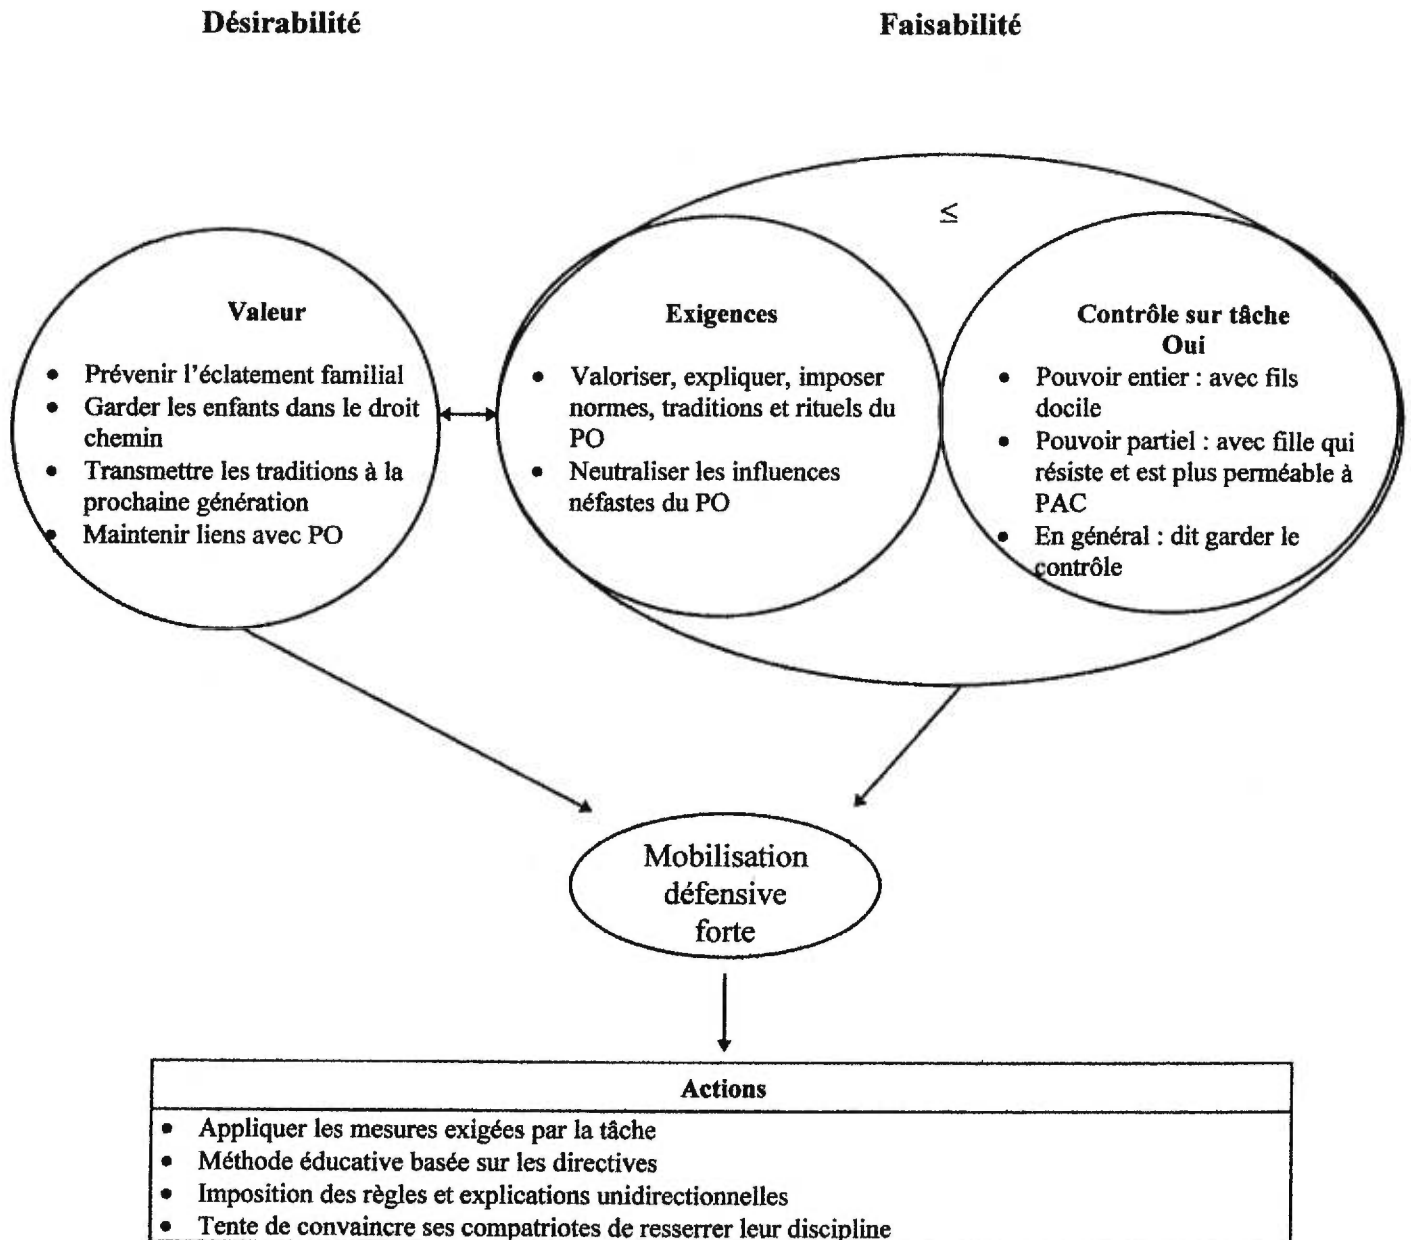 Désirabilité
Faisabilité
≤
Valeur
• Prévenir l'éclatement familial
• Garder les enfants dans le droit
chemin
• Transmettre les traditions à la
prochaine génération
• Maintenir liens avec PO
Exigences
• Valoriser, expliquer, imposer
normes, traditions et rituels du
PO
• Neutraliser les influences
néfastes du PO
Contrôle sur tâche
Oui
• Pouvoir entier : avec fils
docile
• Pouvoir partiel : avec fille qui
résiste et est plus perméable à
PAC
• En général : dit garder le
contrôle
Mobilisation
défensive
forte
Actions
• Appliquer les mesures exigées par la tâche
• Méthode éducative basée sur les directives
• Imposition des règles et explications unidirectionnelles
• Tente de convaincre ses compatriotes de resserrer leur discipline